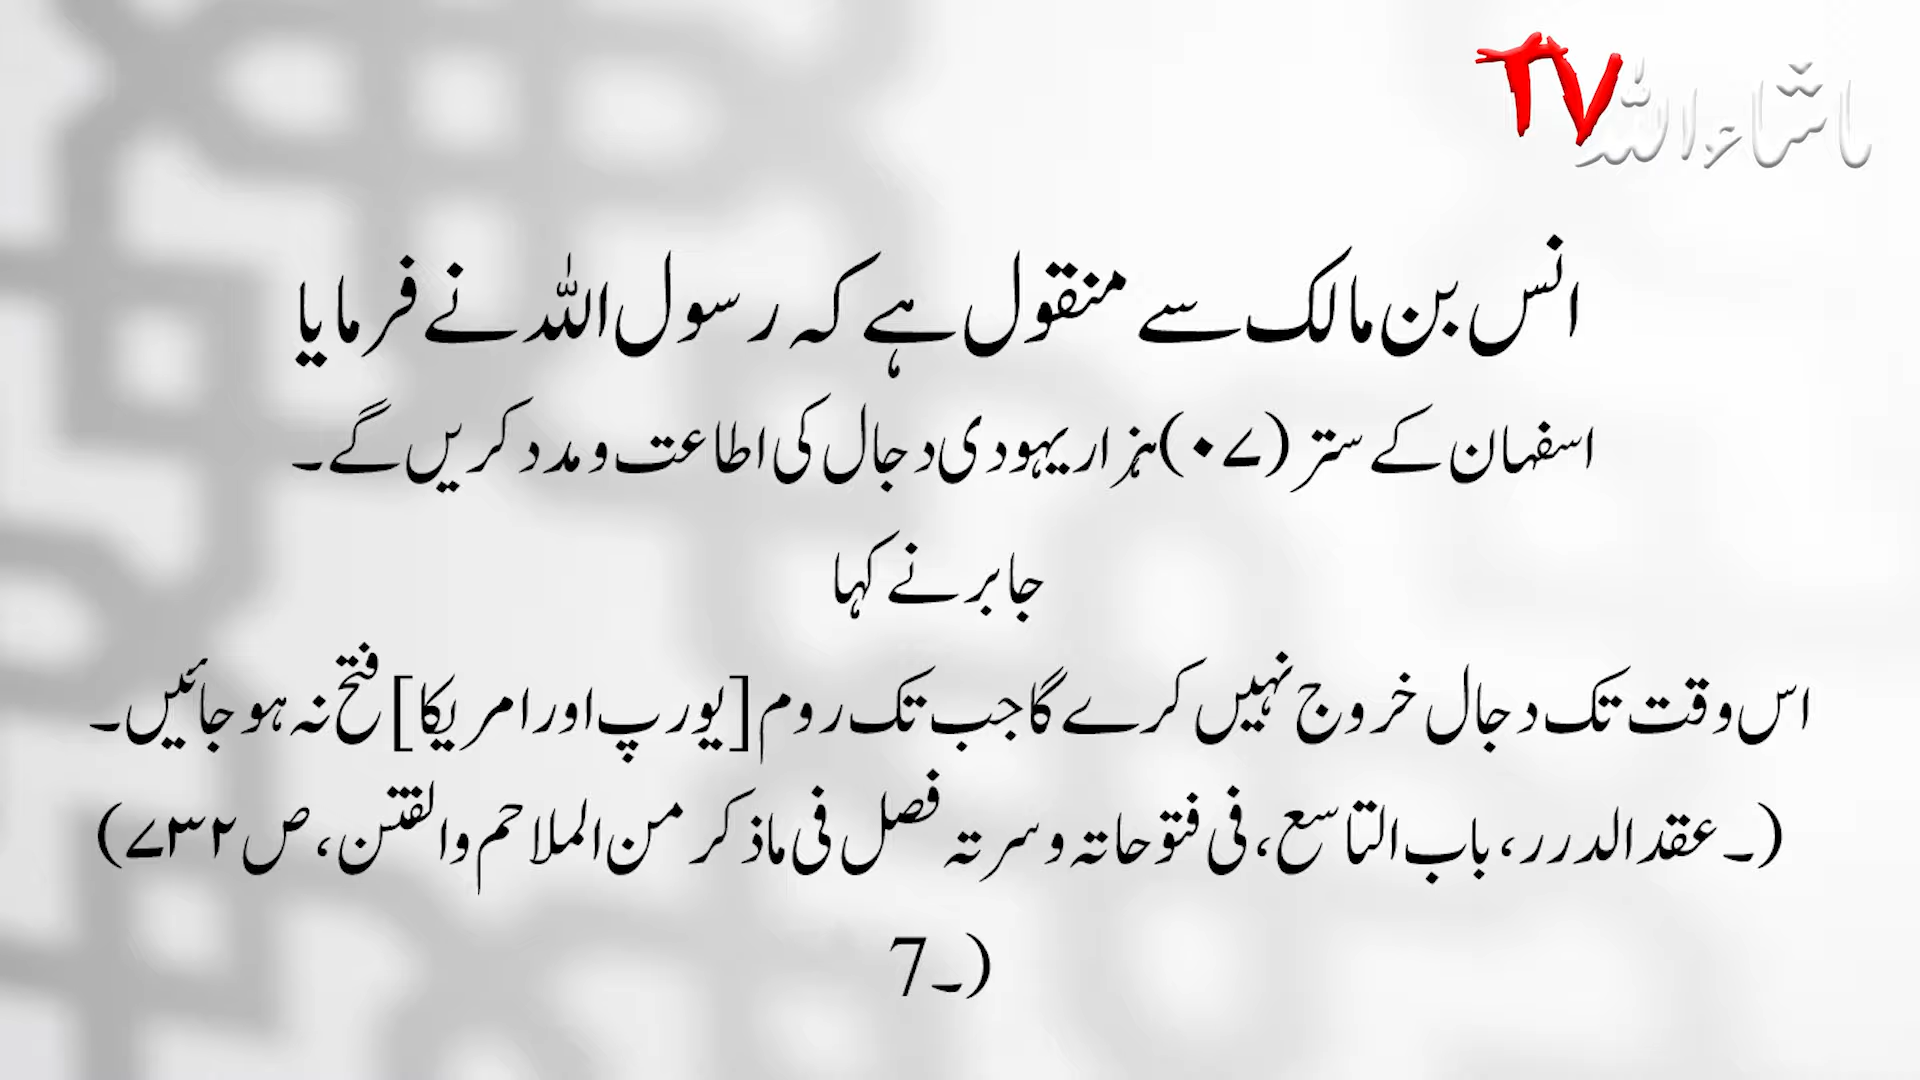 ماشاءاللہ TV
انس بن مالک سے منقول ہے کہ رسول اللہ نے فرمایا
اسفہان کے ستر (۰۷) ہزار یہودی دجال کی اطاعت و مدد کریں گے۔
جابر نے کہا
اس وقت تک دجال خروج نہیں کرے گا جب تک روم [یورپ اور امریکا] فتح نہ ہو جائیں۔
(۔ عقد الدرر، باب التاسع، فی فتوحاتہ و سرتہ فصل فی ماذکر من الملاحم والفتن، ص ۷۳۲)
(۔7